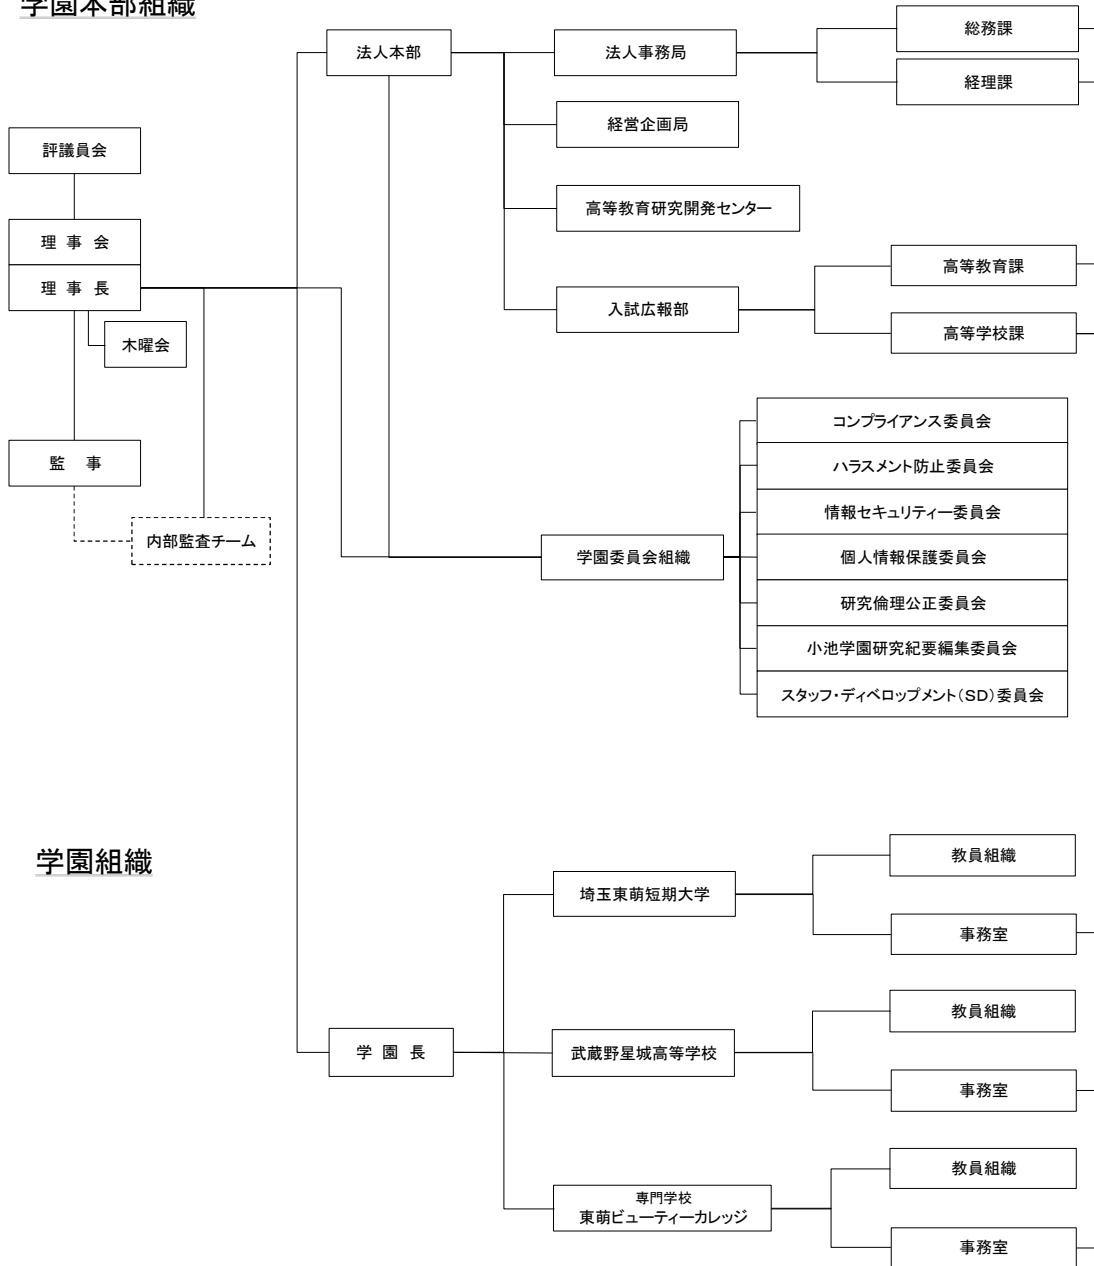 学園本部組織
法人本部
法人事務局
総務課
経理課
経営企画局
評議員会
高等教育研究開発センター
理 事 会
理 事 長
木曜会
入試広報部
高等教育課
高等学校課
監 事
内部監査チーム
学園委員会組織
コンプライアンス委員会
ハラスメント防止委員会
情報セキュリティー委員会
個人情報保護委員会
研究倫理公正委員会
小池学園研究紀要編集委員会
スタッフ・ディベロップメント(SD)委員会
学園組織
学 園 長
埼玉東萌短期大学
教員組織
事務室
武蔵野星城高等学校
教員組織
事務室
専門学校
東萌ビューティーカレッジ
教員組織
事務室